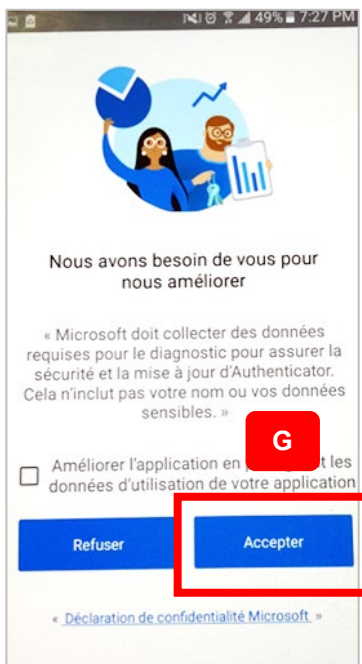 49% 7:27 PM
Nous avons besoin de vous pour
nous améliorer
« Microsoft doit collecter des données
requises pour le diagnostic pour assurer la
sécurité et la mise à jour d'Authenticator.
Cela n'inclut pas votre nom ou vos données
sensibles. »
G
Améliorer l'application en les
données d'utilisation de votre application
Refuser
Accepter
« Déclaration de confidentialité Microsoft »